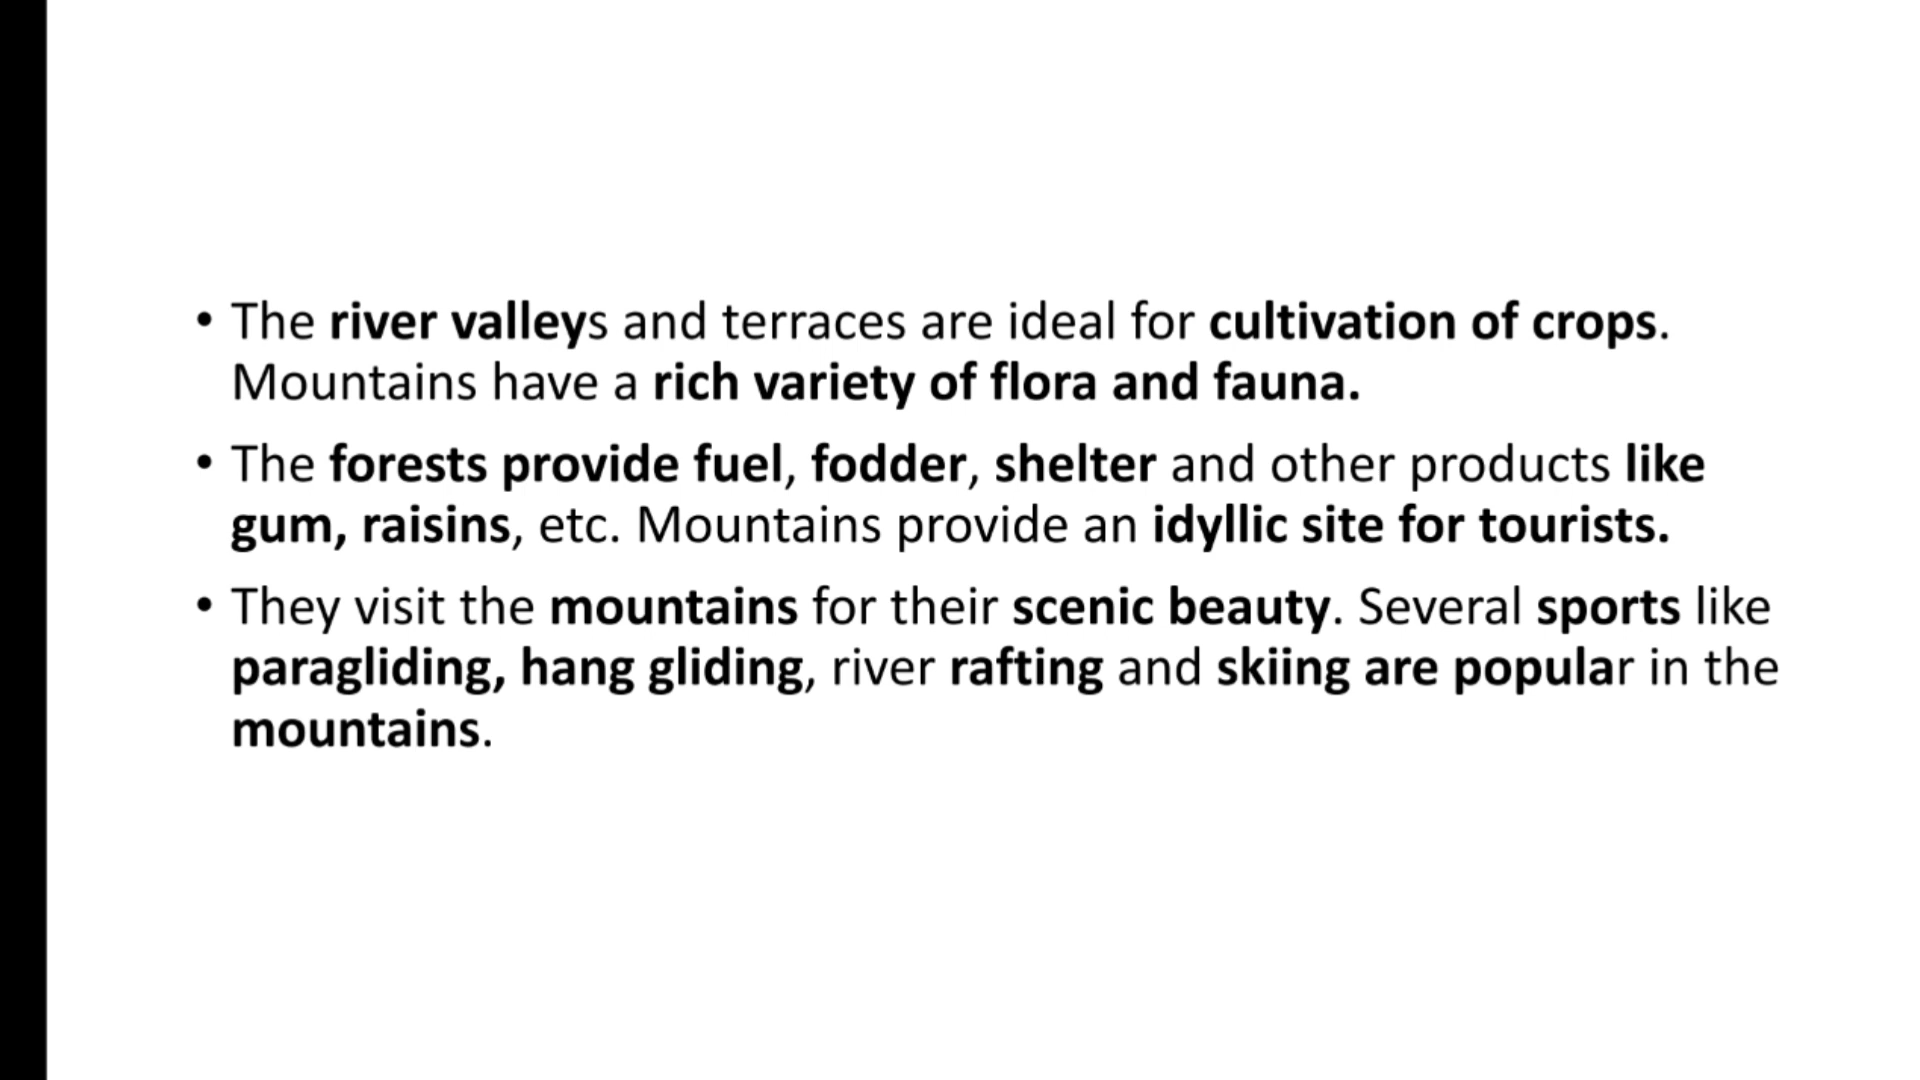 • The river valleys and terraces are ideal for cultivation of crops.
Mountains have a rich variety of flora and fauna.
• The forests provide fuel, fodder, shelter and other products like
gum, raisins, etc. Mountains provide an idyllic site for tourists.
• They visit the mountains for their scenic beauty. Several sports like
paragliding, hang gliding, river rafting and skiing are popular in the
mountains.